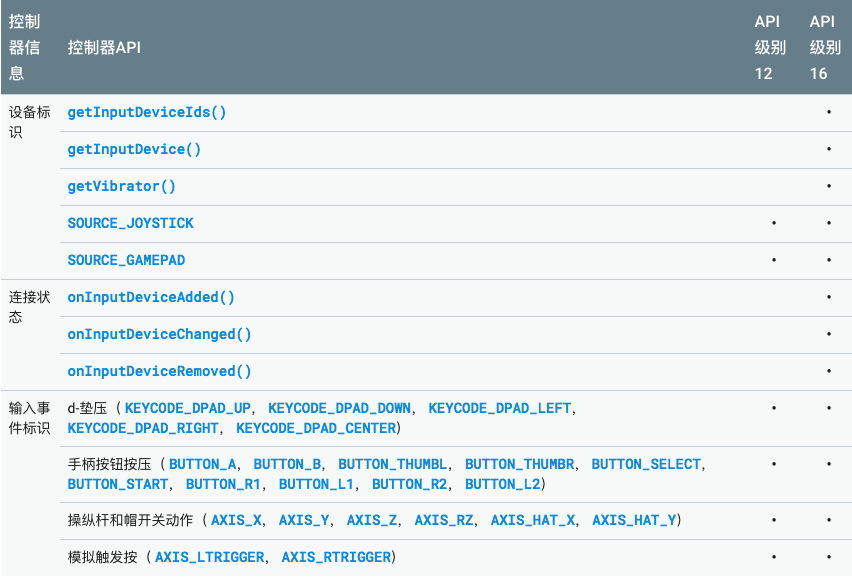 控制
器信
息
控制器API
API
级别
12
API
级别
16
设备标
识
getInputDeviceIds() •
getInputDevice() •
getVibrator() •
SOURCE_JOYSTICK • •
SOURCE_GAMEPAD • •
连接状
态
onInputDeviceAdded() •
onInputDeviceChanged() •
onInputDeviceRemoved() •
输入事
件标识
d-垫压（KEYCODE_DPAD_UP, KEYCODE_DPAD_DOWN, KEYCODE_DPAD_LEFT, • •
KEYCODE_DPAD_RIGHT, KEYCODE_DPAD_CENTER)
手柄按钮按压（BUTTON_A, BUTTON_B, BUTTON_THUMBL, BUTTON_THUMBR, BUTTON_SELECT, • •
BUTTON_START, BUTTON_R1, BUTTON_L1, BUTTON_R2, BUTTON_L2)
操纵杆和帽开关动作（AXIS_X, AXIS_Y, AXIS_Z, AXIS_RZ, AXIS_HAT_X, AXIS_HAT_Y) • •
模拟触发按（AXIS_LTRIGGER, AXIS_RTRIGGER) • •